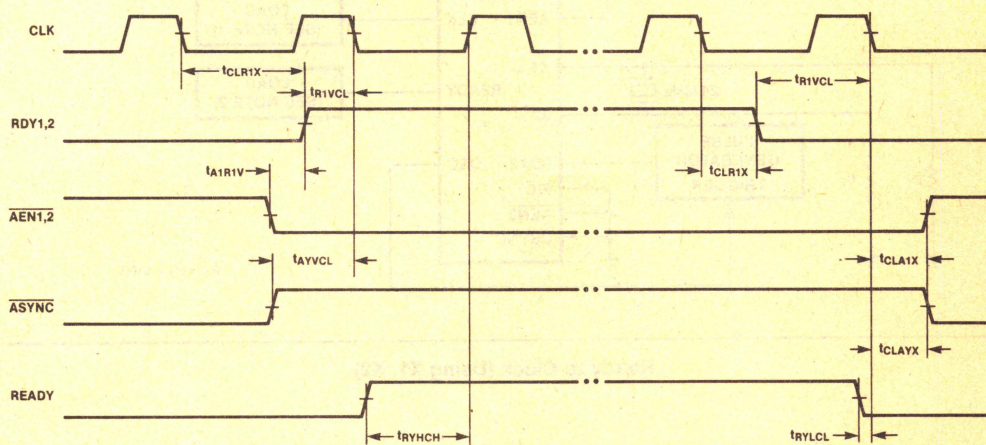 CLK
tCLR1X
tR1VCL
tR1VCL
RDY1,2
tA1R1V
tCLR1X
AEN1,2
tAYVCL
tCLA1X
ASYNC
tCLAYX
READY
tRYHCH
tRYLCL